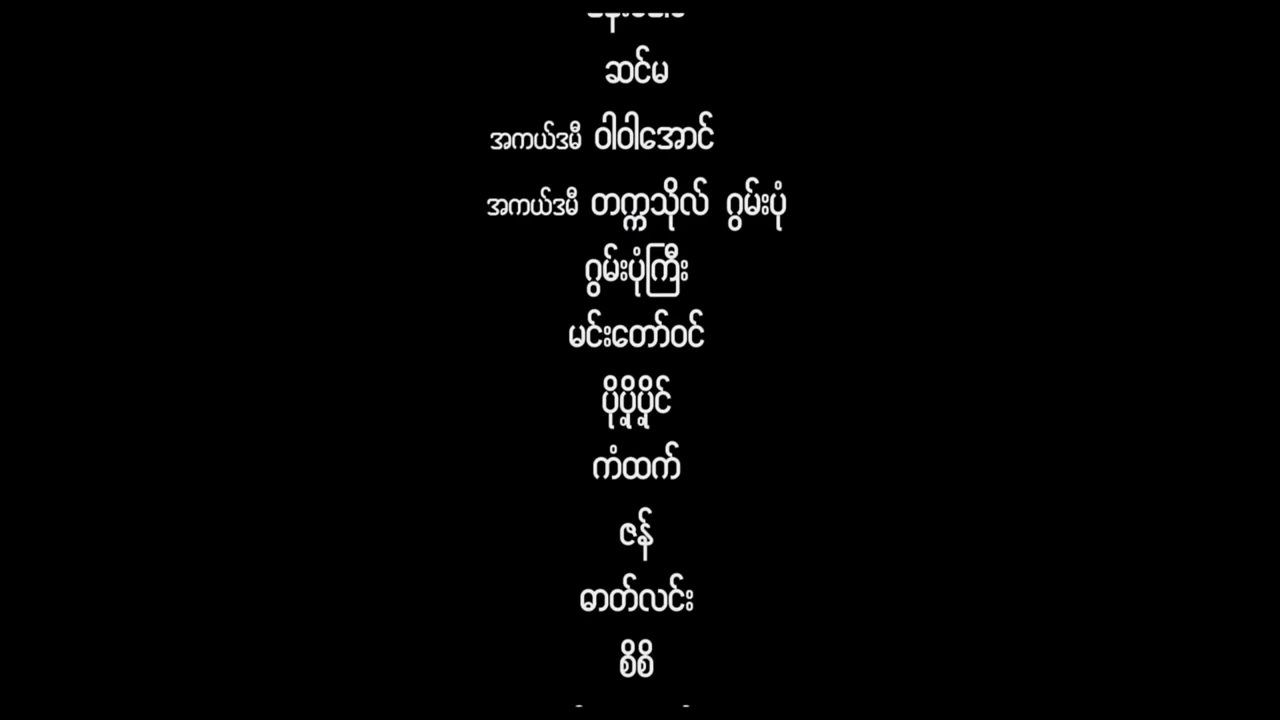 ဆင်မ
အကယ်ဒမီ ဝါဝါအောင်
အကယ်ဒမီ တက္ကသိုလ် ဂွမ်းပုံ
ဂွမ်းပုံကြီး
မင်းတော်ဝင်
ပိုပို့ပိုင့်
ကံထက်
ဇန်
ဓာတ်လင်း
စိစိ